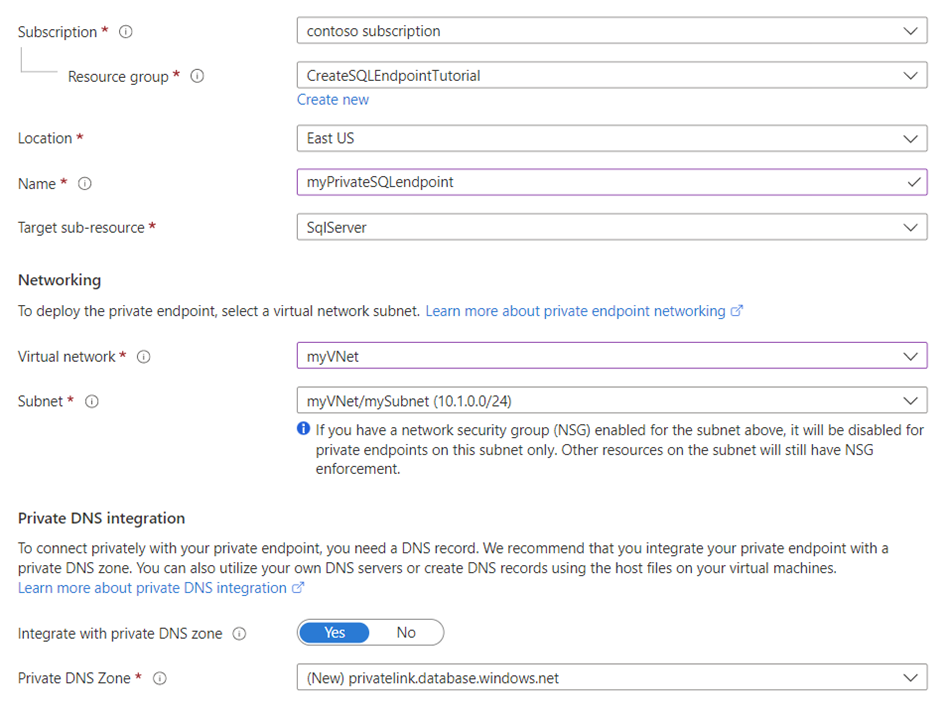 Subscription * contoso subscription
Resource group * CreateSQLEndpointTutorial
Create new
Location * East US
Name * myPrivateSQLendpoint
Target sub-resource * SqlServer
Networking
To deploy the private endpoint, select a virtual network subnet. Learn more about private endpoint networking
Virtual network * myVNet
Subnet * myVNet/mySubnet (10.1.0.0/24)
If you have a network security group (NSG) enabled for the subnet above, it will be disabled for
private endpoints on this subnet only. Other resources on the subnet will still have NSG
enforcement.
Private DNS integration
To connect privately with your private endpoint, you need a DNS record. We recommend that you integrate your private endpoint with a
private DNS zone. You can also utilize your own DNS servers or create DNS records using the host files on your virtual machines.
Learn more about private DNS integration
Integrate with private DNS zone Yes No
Private DNS Zone * (New) privatelink.database.windows.net